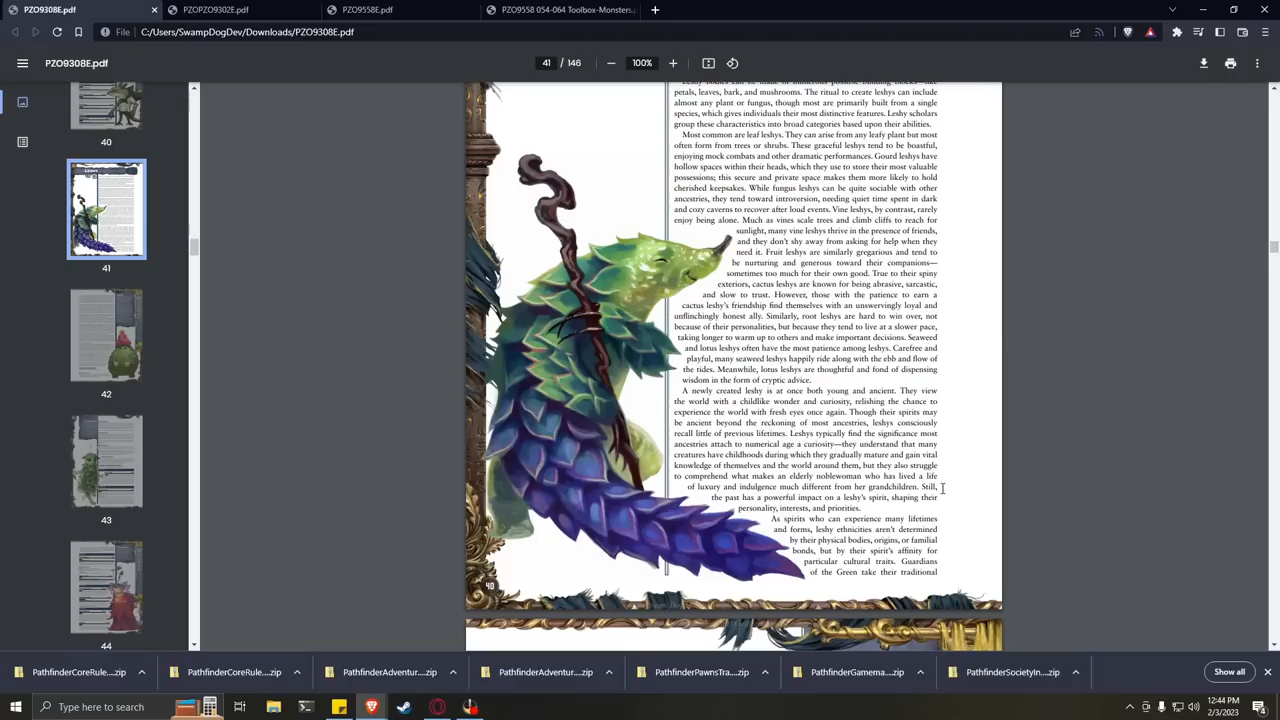 PZO9308E.pdf
PZOPZO9302E.pdf
PZO9558E.pdf
PZO9558 054-064 Toolbox-Monsters.p
File
C:/Users/SwampDogDev/Downloads/PZO9308E.pdf
PZO9308E.pdf
41 / 146
100%
40
41
42
43
44
petals, leaves, bark, and mushrooms. The ritual to create leshys can include
almost any plant or fungus, though most are primarily built from a single
species, which gives individuals their most distinctive features. Leshy scholars
group these characteristics into broad categories based upon their abilities.
Most common are leaf leshys. They can arise from any leafy plant but most
often form from trees or shrubs. These graceful leshys tend to be boastful,
enjoying mock combats and other dramatic performances. Gourd leshys have
hollow spaces within their heads, which they use to store their most valuable
possessions; this secure and private space makes them more likely to hold
cherished keepsakes. While fungus leshys can be quite sociable with other
ancestries, they tend toward introversion, needing quiet time spent in dark
and cozy caverns to recover after loud events. Vine leshys, by contrast, rarely
enjoy being alone. Much as vines scale trees and climb cliffs to reach for
sunlight, many vine leshys thrive in the presence of friends,
and they don't shy away from asking for help when they
need it. Fruit leshys are similarly gregarious and tend to
be nurturing and generous toward their companions—
sometimes too much for their own good. True to their spiny
exteriors, cactus leshys are known for being abrasive, sarcastic,
and slow to trust. However, those with the patience to earn a
cactus leshy's friendship find themselves with an unswervingly loyal and
unflinchingly honest ally. Similarly, root leshys are hard to win over, not
because of their personalities, but because they tend to live at a slower pace,
taking longer to warm up to others and make important decisions. Seaweed
and lotus leshys often have the most patience among leshys. Carefree and
playful, many seaweed leshys happily ride along with the ebb and flow of
the tides. Meanwhile, lotus leshys are thoughtful and fond of dispensing
wisdom in the form of cryptic advice.
A newly created leshy is at once both young and ancient. They view
the world with a childlike wonder and curiosity, relishing the chance to
experience the world with fresh eyes once again. Though their spirits may
be ancient beyond the reckoning of most ancestries, leshys consciously
recall little of previous lifetimes. Leshys typically find the significance most
ancestries attach to numerical age a curiosity—they understand that many
creatures have childhoods during which they gradually mature and gain vital
knowledge of themselves and the world around them, but they also struggle
to comprehend what makes an elderly noblewoman who has lived a life
of luxury and indulgence much different from her grandchildren. Still,
the past has a powerful impact on a leshy's spirit, shaping their
personality, interests, and priorities.
As spirits who can experience many lifetimes
and forms, leshy ethnicities aren't determined
by their physical bodies, origins, or familial
bonds, but by their spirit's affinity for
particular cultural traits. Guardians
of the Green take their traditional
40
PathfinderCoreRule....zip
PathfinderCoreRule....zip
PathfinderAdventur....zip
PathfinderAdventur....zip
PathfinderPawnsTra....zip
PathfinderGamema....zip
PathfinderSocietyIn....zip
Show all
Type here to search
12:44 PM
2/3/2023